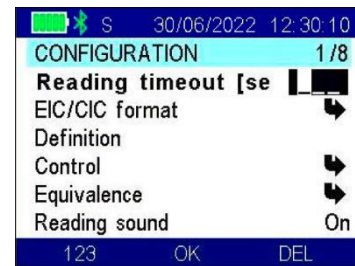 S 30/06/2022 12:30:10
CONFIGURATION 1/8
Reading timeout [se
EIC/CIC format
Definition
Control
Equivalence
Reading sound On
123 OK DEL